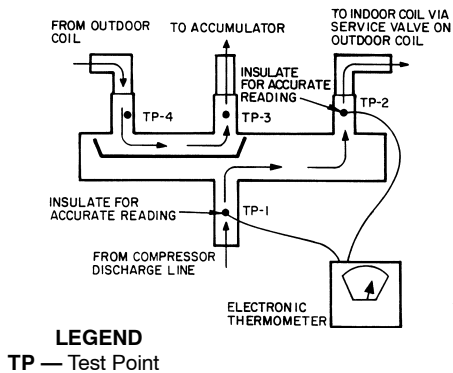 FROM OUTDOOR
COIL
TO ACCUMULATOR
TO INDOOR COIL VIA
SERVICE VALVE ON
OUTDOOR COIL
INSULATE
FOR ACCURATE
READING
TP-4
TP-3
TP-2
INSULATE FOR
ACCURATE READING
TP-1
FROM COMPRESSOR
DISCHARGE LINE
ELECTRONIC
THERMOMETER
LEGEND
TP — Test Point